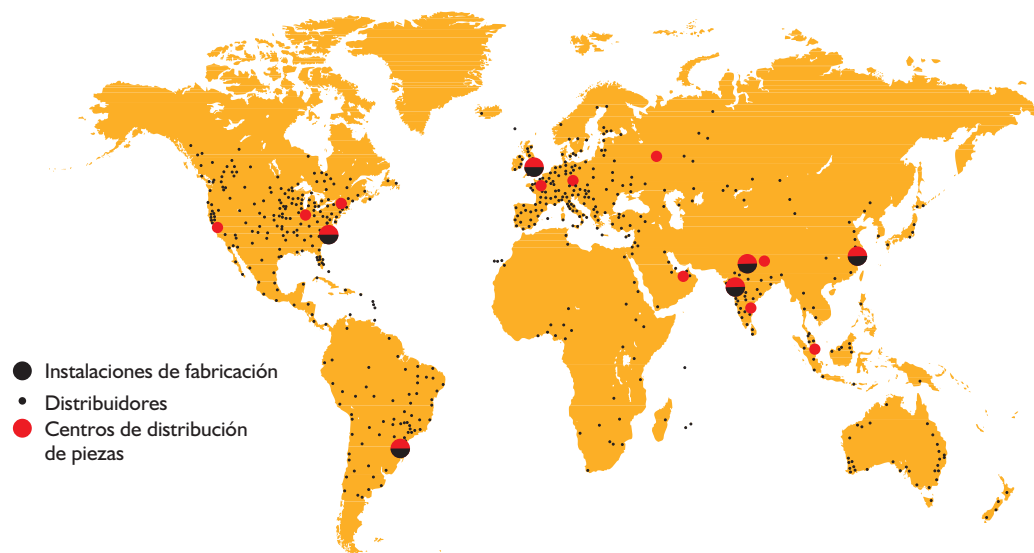 Instalaciones de fabricación
Distribuidores
Centros de distribución
de piezas